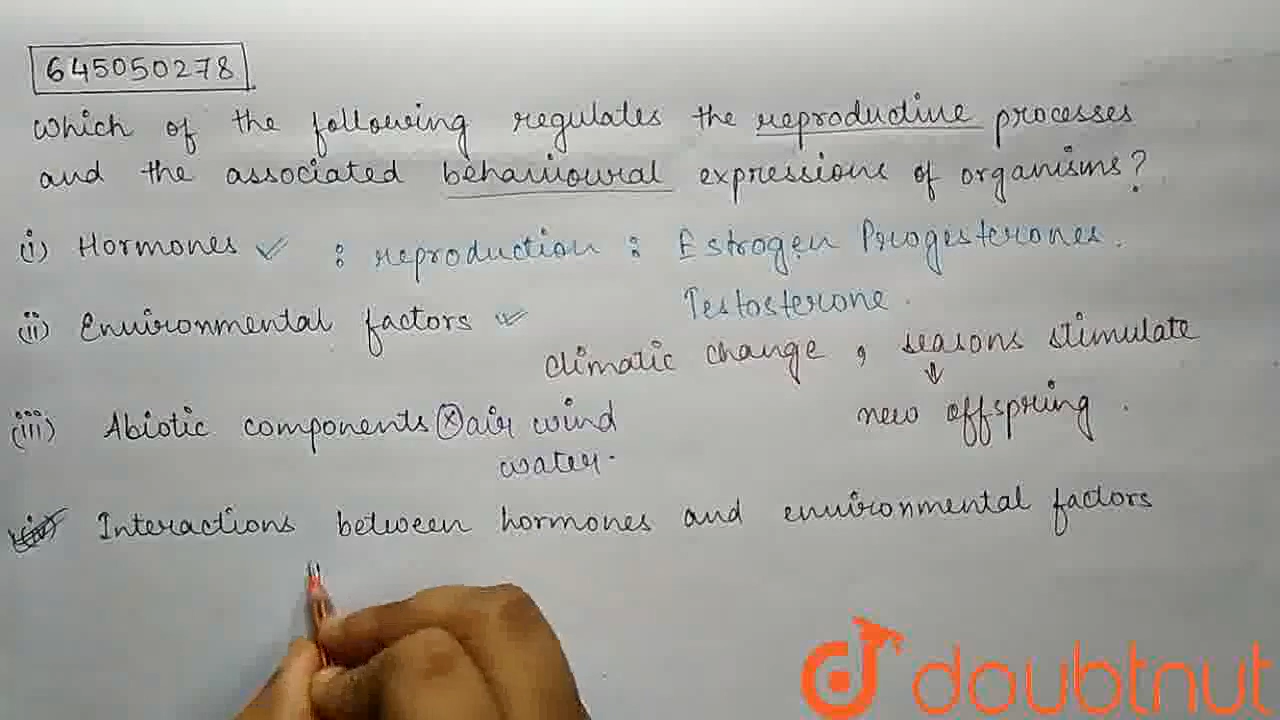 645050278
Which of the following regulates the reproductive processes
and the associated behavioural expressions of organisms?
(i) Hormones ✓ : reproduction : Estrogen Progesterones.
Testosterone.
(ii) Environmental factors ✓
climatic change, seasons stimulate
↓
new offspring.
(iii) Abiotic components ⓧ air wind
water.
Interactions between hormones and environmental factors
doubtnut